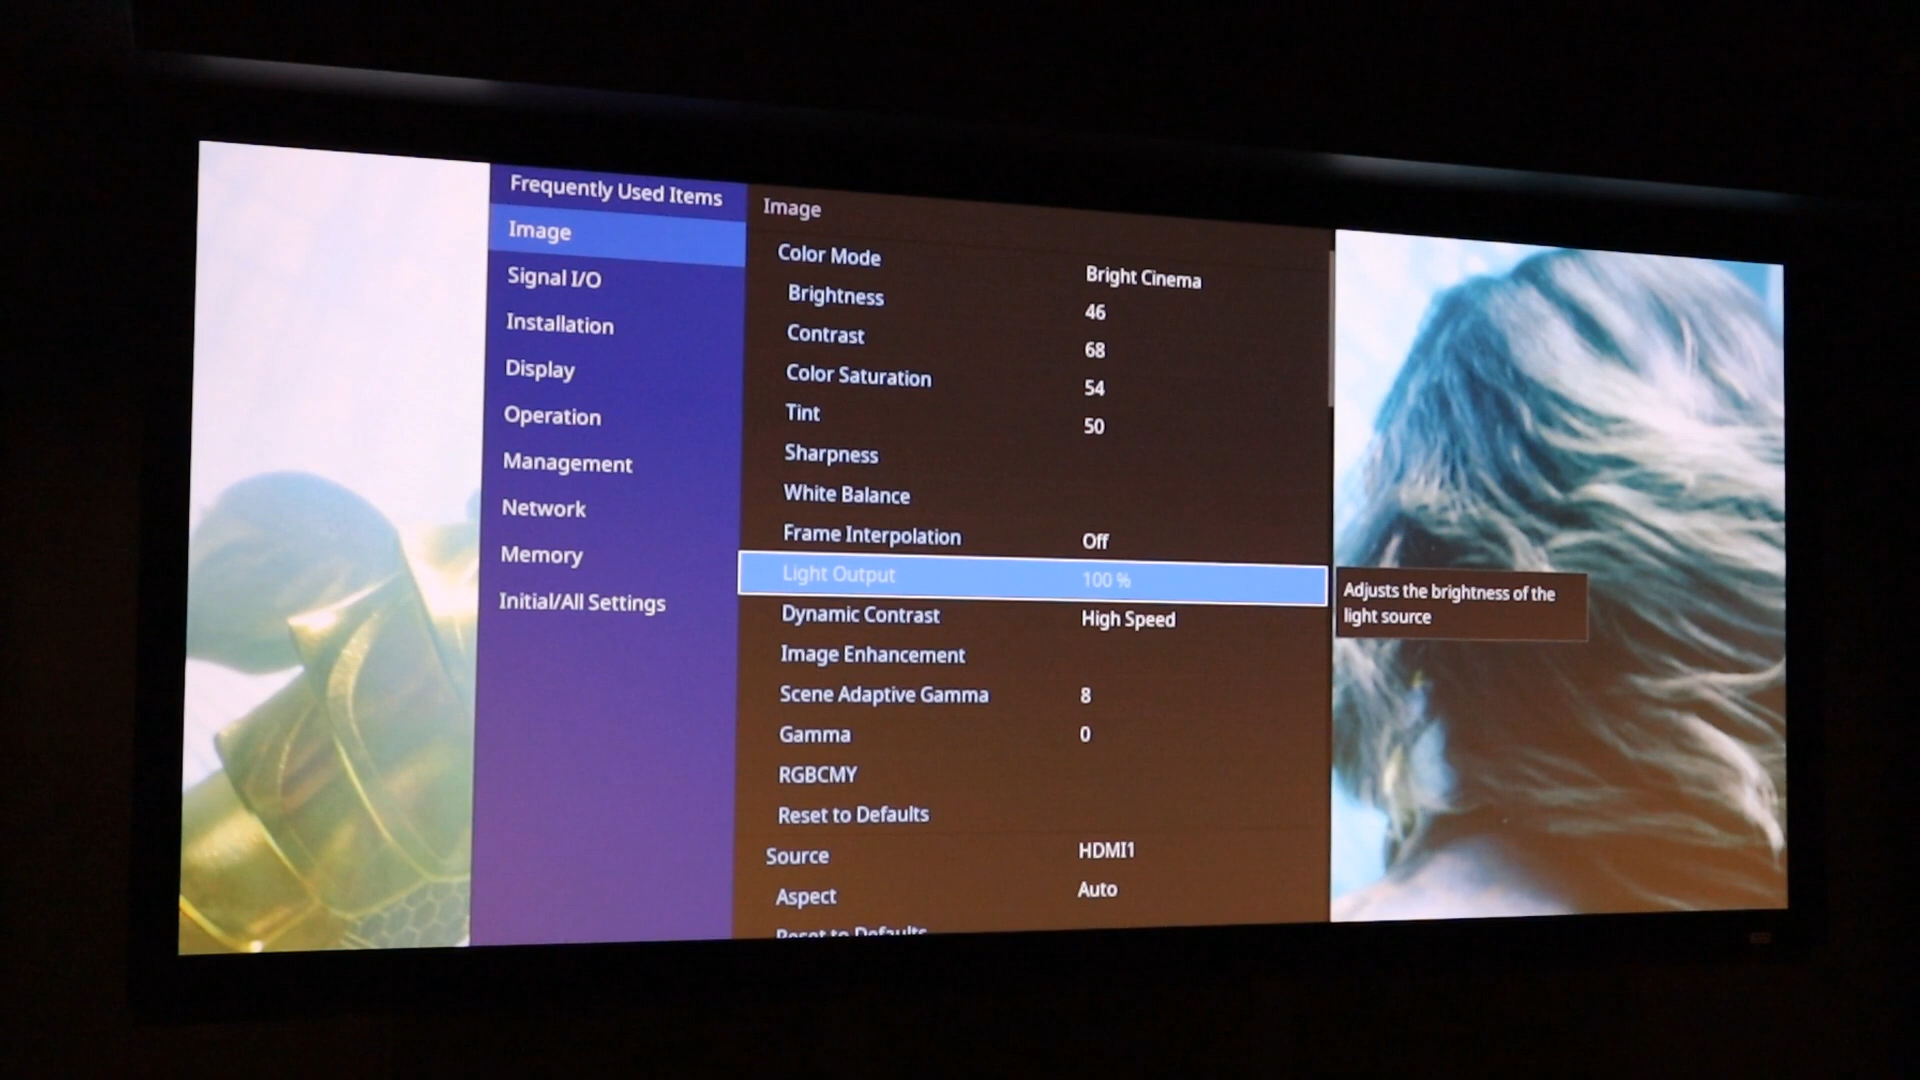 Frequently Used Items
Image
Signal I/O
Installation
Display
Operation
Management
Network
Memory
Initial/All Settings
Image
Color Mode Bright Cinema
Brightness 46
Contrast 68
Color Saturation 54
Tint 50
Sharpness
White Balance
Frame Interpolation Off
Light Output 100 %
Dynamic Contrast High Speed
Image Enhancement
Scene Adaptive Gamma 8
Gamma 0
RGBCMY
Reset to Defaults
Source HDMI1
Aspect Auto
Reset to Defaults
Adjusts the brightness of the
light source